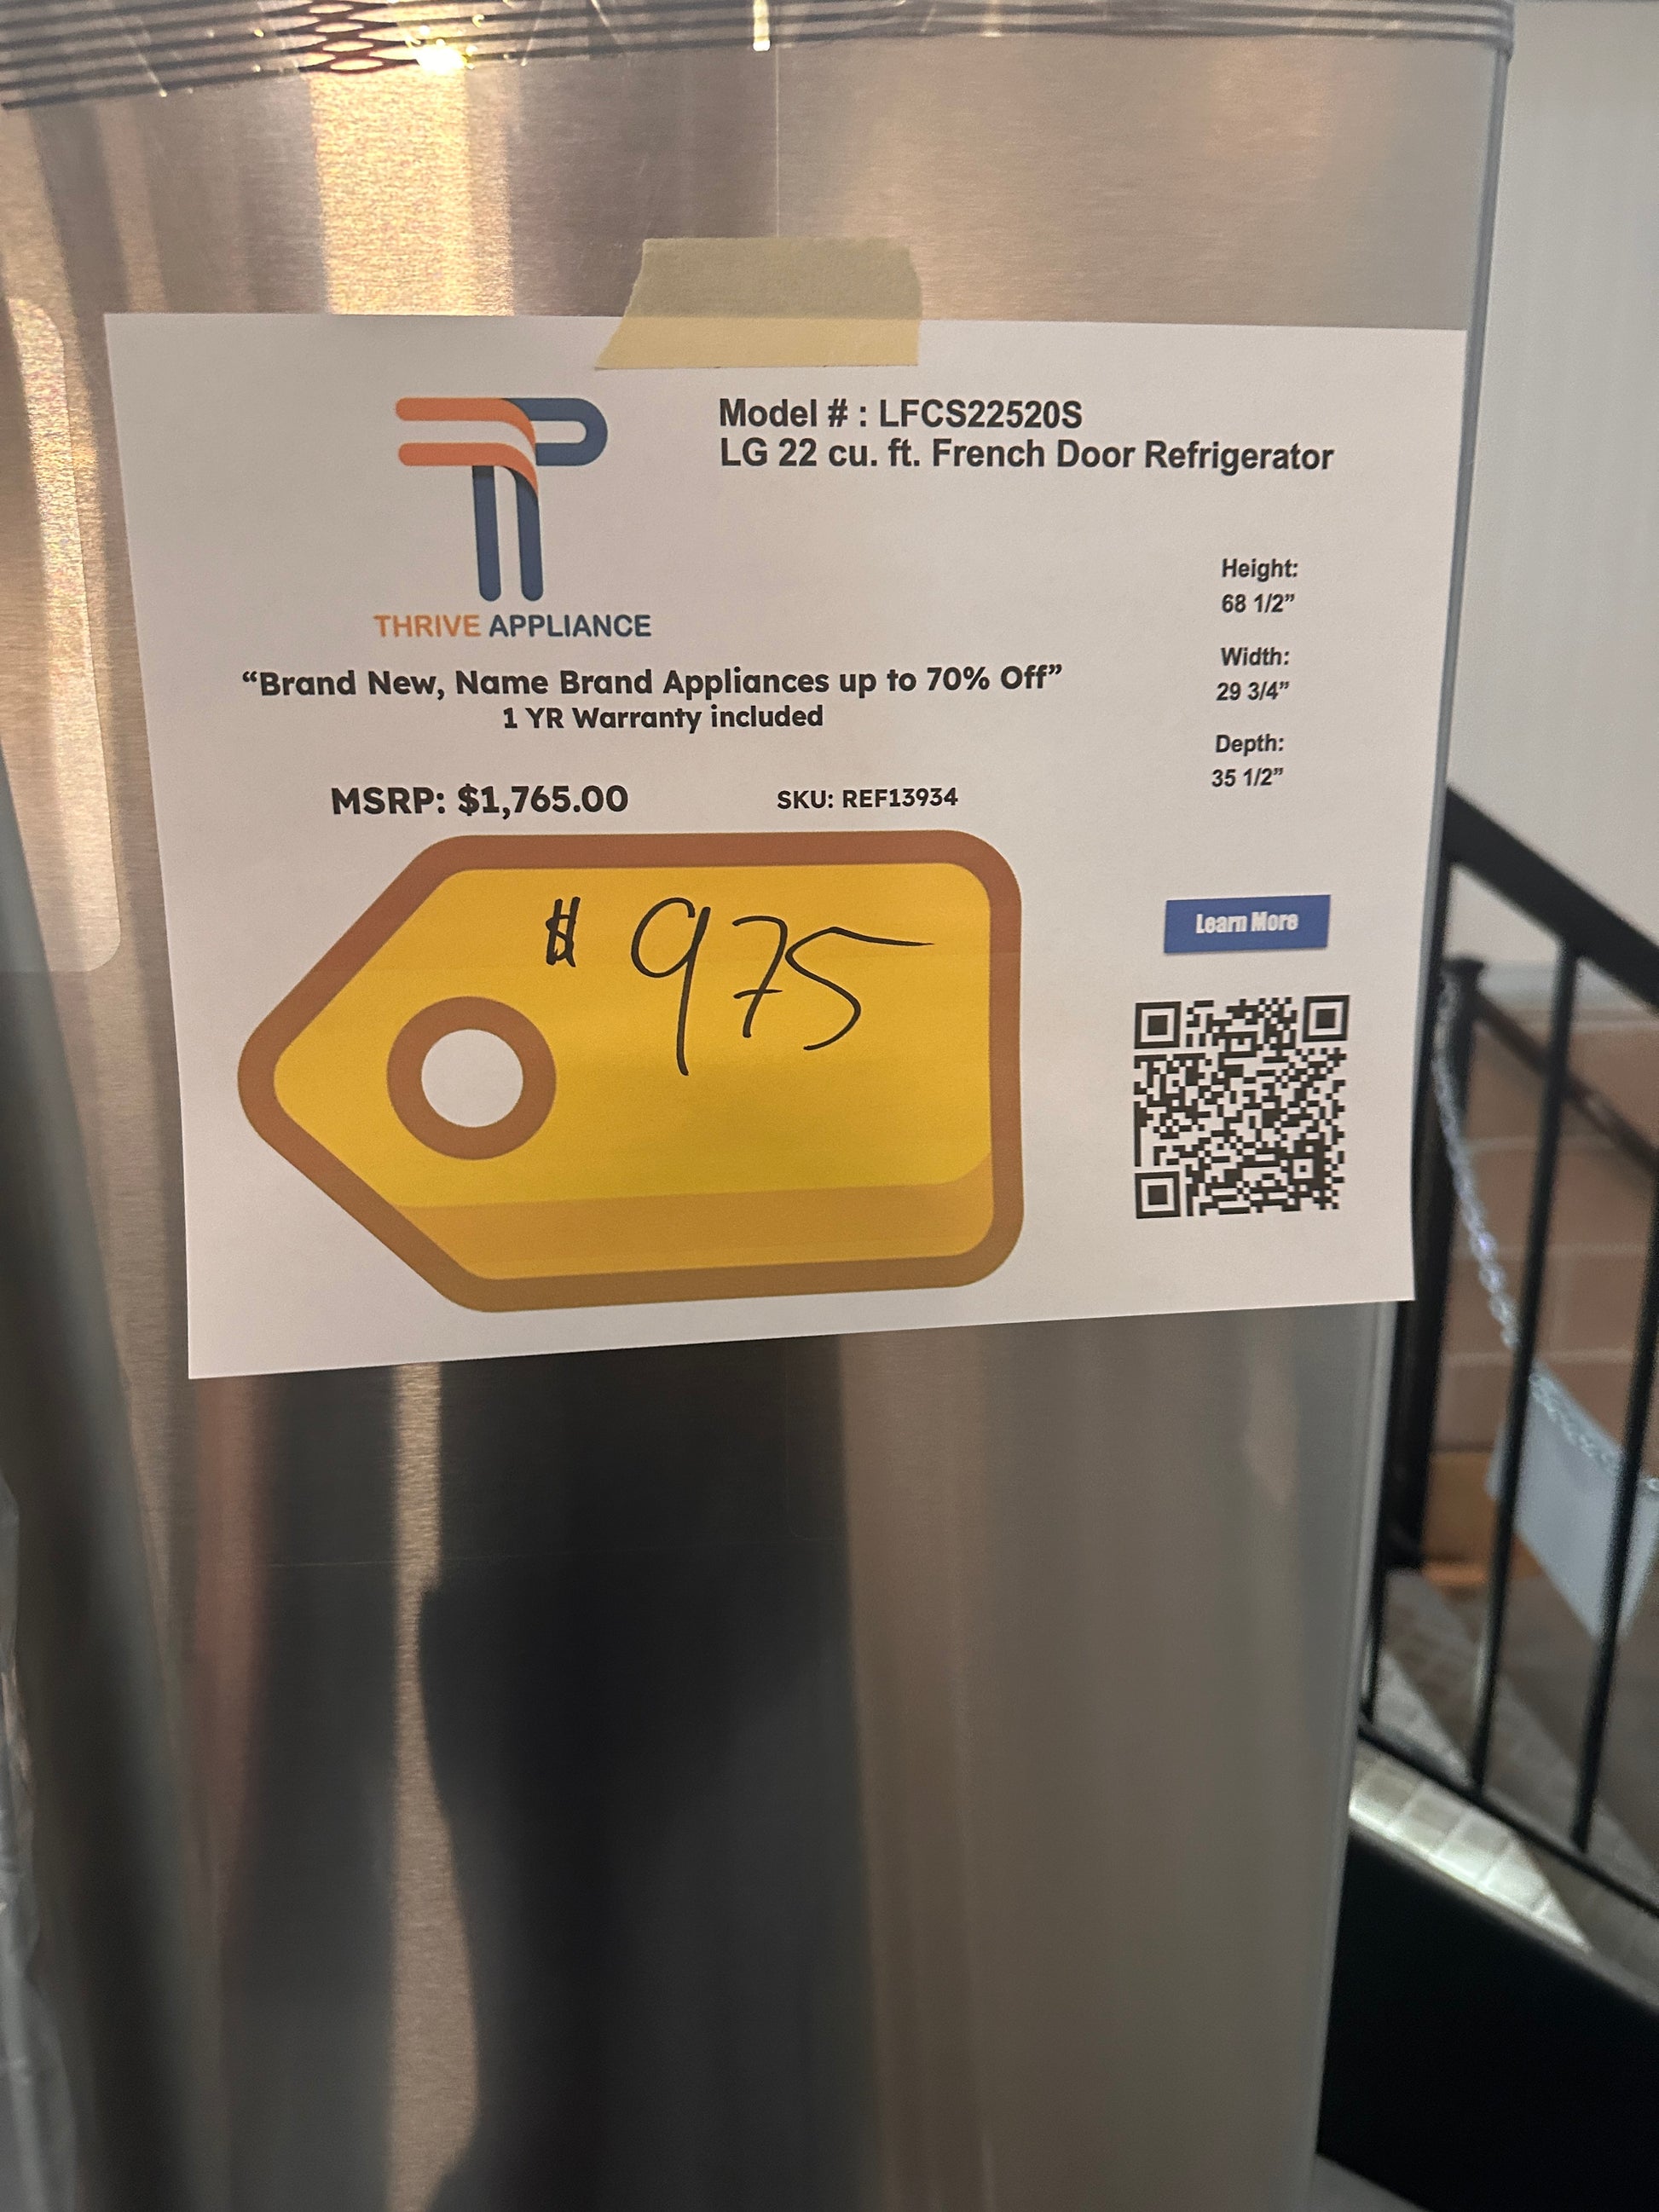 Model # : LFCS22520S
LG 22 cu. ft. French Door Refrigerator
THRIVE APPLIANCE
“Brand New, Name Brand Appliances up to 70% Off”
1 YR Warranty included
MSRP: $1,765.00
SKU: REF13934
Height:
68 1/2”
Width:
29 3/4”
Depth:
35 1/2”
$ 975
Learn More